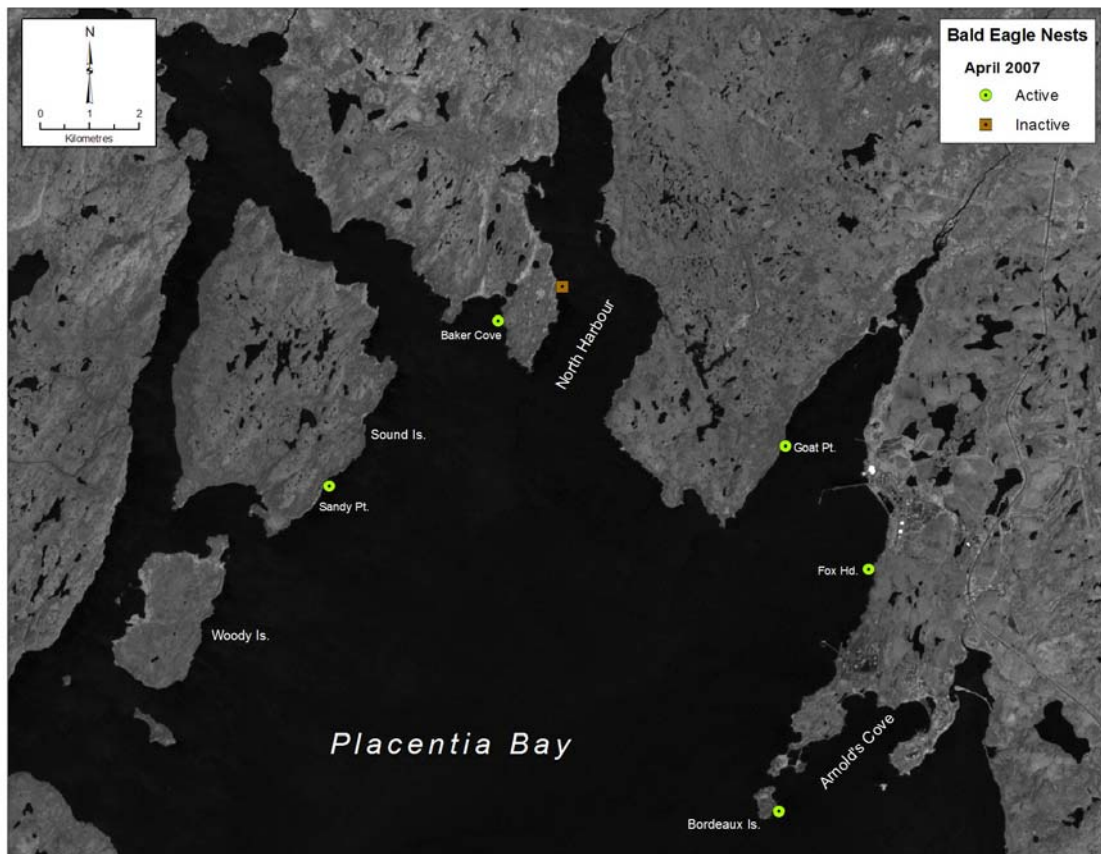 N
S
0 1 2
Kilometres
Bald Eagle Nests
April 2007
Active
Inactive
Baker Cove
North Harbour
Sound Is.
Goat Pt.
Sandy Pt.
Fox Hd.
Woody Is.
Placentia Bay
Arnold's Cove
Bordeaux Is.